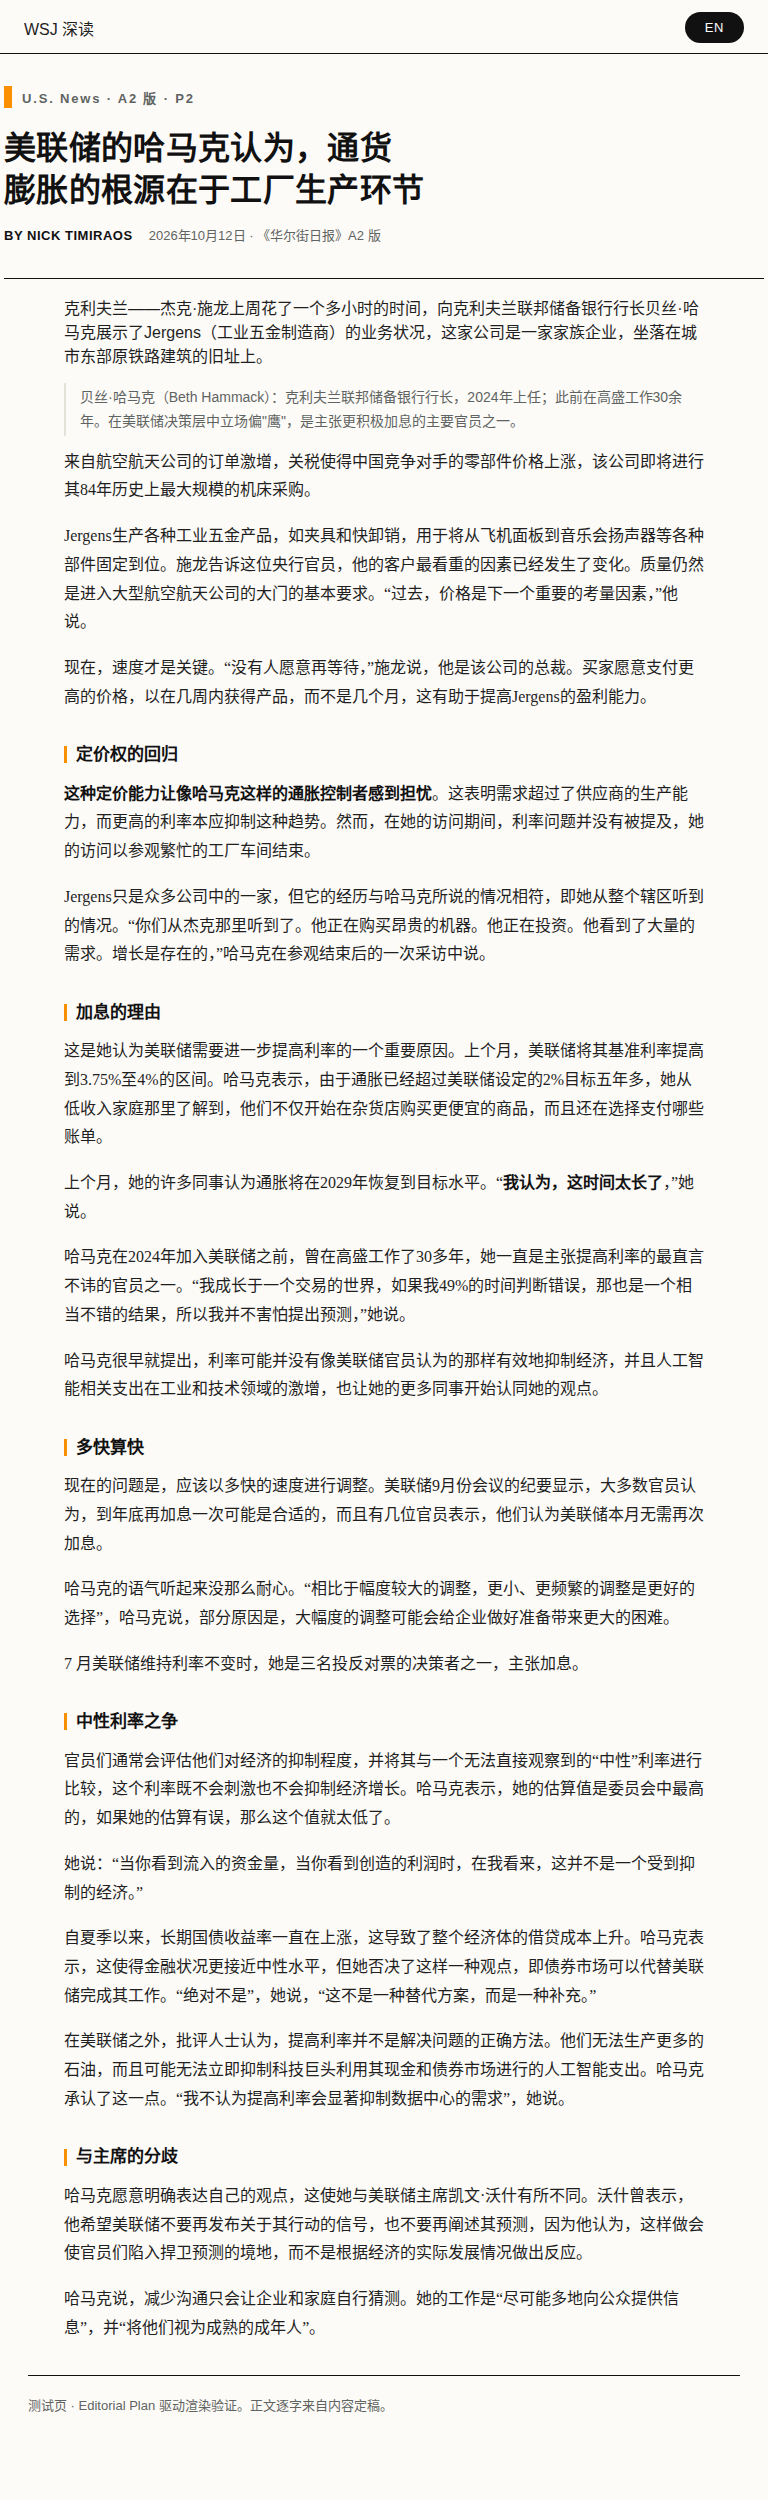 WSJ 深读
EN
U.S. News · A2 版 · P2
美联储的哈马克认为，通货
膨胀的根源在于工厂生产环节
BY NICK TIMIRAOS 2026年10月12日 · 《华尔街日报》A2 版
克利夫兰——杰克·施龙上周花了一个多小时的时间，向克利夫兰联邦储备银行行长贝丝·哈
马克展示了Jergens（工业五金制造商）的业务状况，这家公司是一家家族企业，坐落在城
市东部原铁路建筑的旧址上。
贝丝·哈马克（Beth Hammack）：克利夫兰联邦储备银行行长，2024年上任；此前在高盛工作30余
年。在美联储决策层中立场偏"鹰"，是主张更积极加息的主要官员之一。
来自航空航天公司的订单激增，关税使得中国竞争对手的零部件价格上涨，该公司即将进行
其84年历史上最大规模的机床采购。
Jergens生产各种工业五金产品，如夹具和快卸销，用于将从飞机面板到音乐会扬声器等各种
部件固定到位。施龙告诉这位央行官员，他的客户最看重的因素已经发生了变化。质量仍然
是进入大型航空航天公司的大门的基本要求。“过去，价格是下一个重要的考量因素，”他
说。
现在，速度才是关键。“没有人愿意再等待，”施龙说，他是该公司的总裁。买家愿意支付更
高的价格，以在几周内获得产品，而不是几个月，这有助于提高Jergens的盈利能力。
定价权的回归
这种定价能力让像哈马克这样的通胀控制者感到担忧。这表明需求超过了供应商的生产能
力，而更高的利率本应抑制这种趋势。然而，在她的访问期间，利率问题并没有被提及，她
的访问以参观繁忙的工厂车间结束。
Jergens只是众多公司中的一家，但它的经历与哈马克所说的情况相符，即她从整个辖区听到
的情况。“你们从杰克那里听到了。他正在购买昂贵的机器。他正在投资。他看到了大量的
需求。增长是存在的，”哈马克在参观结束后的一次采访中说。
加息的理由
这是她认为美联储需要进一步提高利率的一个重要原因。上个月，美联储将其基准利率提高
到3.75%至4%的区间。哈马克表示，由于通胀已经超过美联储设定的2%目标五年多，她从
低收入家庭那里了解到，他们不仅开始在杂货店购买更便宜的商品，而且还在选择支付哪些
账单。
上个月，她的许多同事认为通胀将在2029年恢复到目标水平。“我认为，这时间太长了，”她
说。
哈马克在2024年加入美联储之前，曾在高盛工作了30多年，她一直是主张提高利率的最直言
不讳的官员之一。“我成长于一个交易的世界，如果我49%的时间判断错误，那也是一个相
当不错的结果，所以我并不害怕提出预测，”她说。
哈马克很早就提出，利率可能并没有像美联储官员认为的那样有效地抑制经济，并且人工智
能相关支出在工业和技术领域的激增，也让她的更多同事开始认同她的观点。
多快算快
现在的问题是，应该以多快的速度进行调整。美联储9月份会议的纪要显示，大多数官员认
为，到年底再加息一次可能是合适的，而且有几位官员表示，他们认为美联储本月无需再次
加息。
哈马克的语气听起来没那么耐心。“相比于幅度较大的调整，更小、更频繁的调整是更好的
选择”，哈马克说，部分原因是，大幅度的调整可能会给企业做好准备带来更大的困难。
7 月美联储维持利率不变时，她是三名投反对票的决策者之一，主张加息。
中性利率之争
官员们通常会评估他们对经济的抑制程度，并将其与一个无法直接观察到的“中性”利率进行
比较，这个利率既不会刺激也不会抑制经济增长。哈马克表示，她的估算值是委员会中最高
的，如果她的估算有误，那么这个值就太低了。
她说：“当你看到流入的资金量，当你看到创造的利润时，在我看来，这并不是一个受到抑
制的经济。”
自夏季以来，长期国债收益率一直在上涨，这导致了整个经济体的借贷成本上升。哈马克表
示，这使得金融状况更接近中性水平，但她否决了这样一种观点，即债券市场可以代替美联
储完成其工作。“绝对不是”，她说，“这不是一种替代方案，而是一种补充。”
在美联储之外，批评人士认为，提高利率并不是解决问题的正确方法。他们无法生产更多的
石油，而且可能无法立即抑制科技巨头利用其现金和债券市场进行的人工智能支出。哈马克
承认了这一点。“我不认为提高利率会显著抑制数据中心的需求”，她说。
与主席的分歧
哈马克愿意明确表达自己的观点，这使她与美联储主席凯文·沃什有所不同。沃什曾表示，
他希望美联储不要再发布关于其行动的信号，也不要再阐述其预测，因为他认为，这样做会
使官员们陷入捍卫预测的境地，而不是根据经济的实际发展情况做出反应。
哈马克说，减少沟通只会让企业和家庭自行猜测。她的工作是“尽可能多地向公众提供信
息”，并“将他们视为成熟的成年人”。
测试页 · Editorial Plan 驱动渲染验证。正文逐字来自内容定稿。